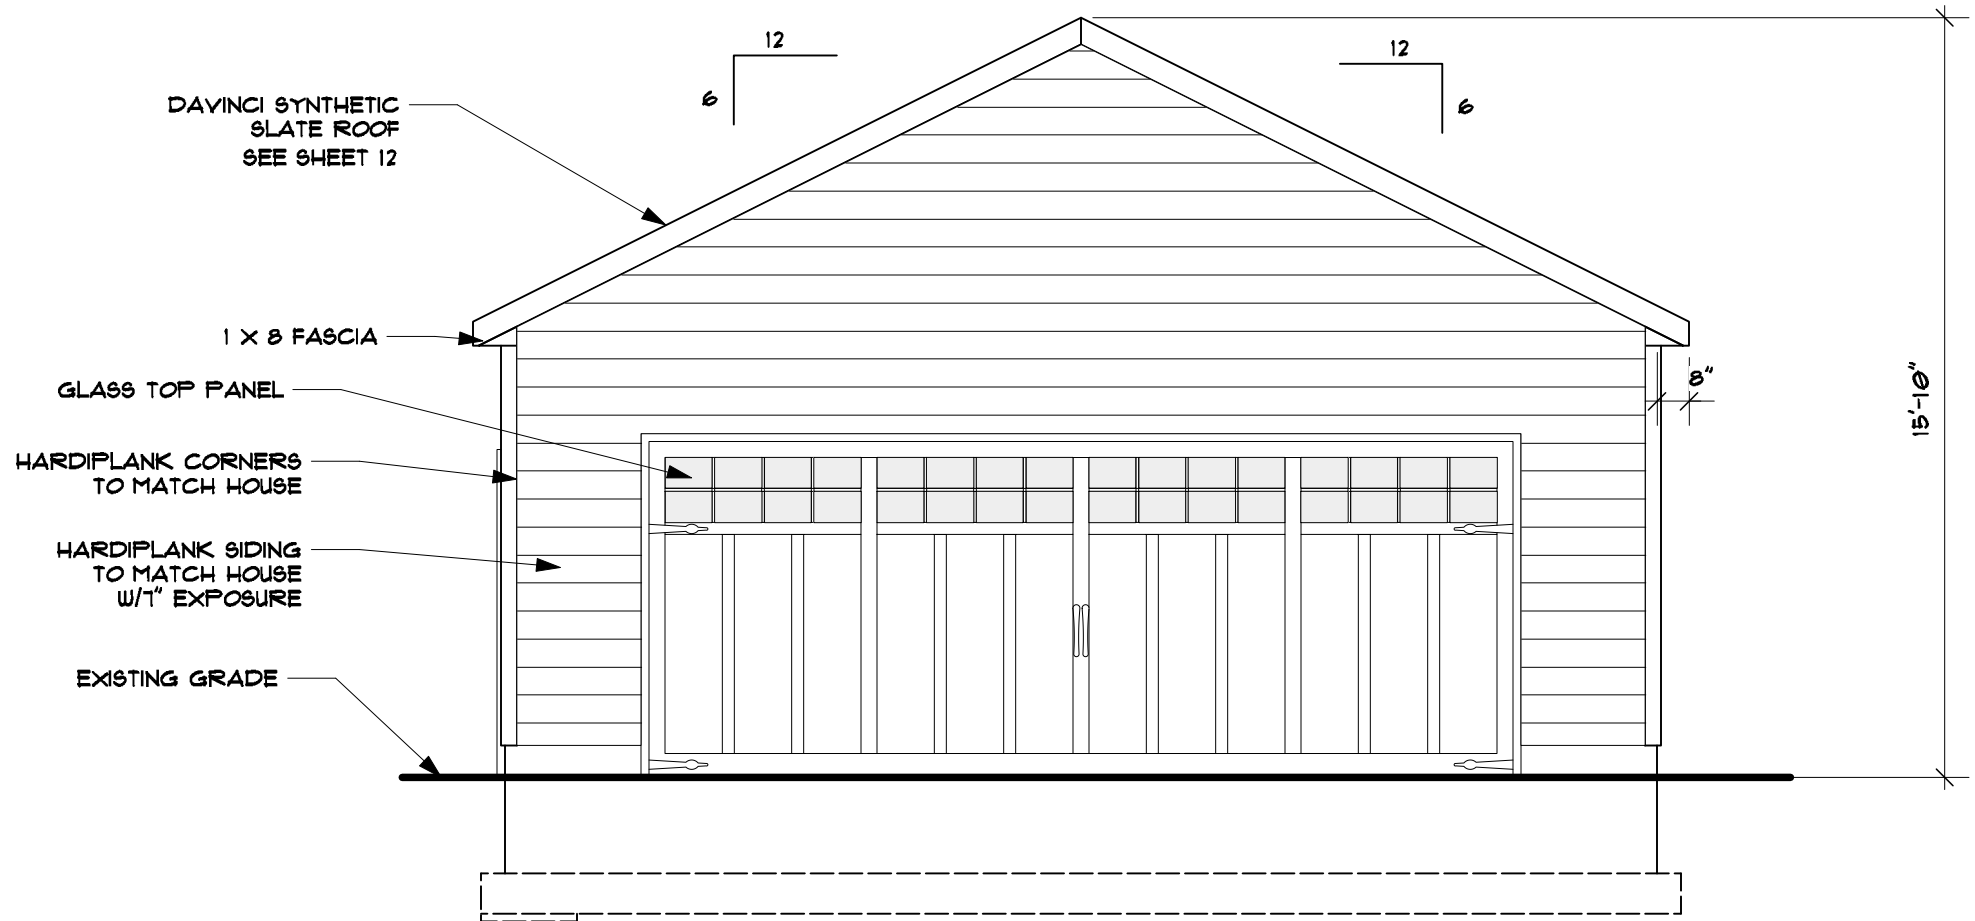 12
12
6
6
DAVINCI SYNTHETIC
SLATE ROOF
SEE SHEET 12
1 X 8 FASCIA
GLASS TOP PANEL
8"
15'-10"
HARDIPLANK CORNERS
TO MATCH HOUSE
HARDIPLANK SIDING
TO MATCH HOUSE
W/7" EXPOSURE
EXISTING GRADE